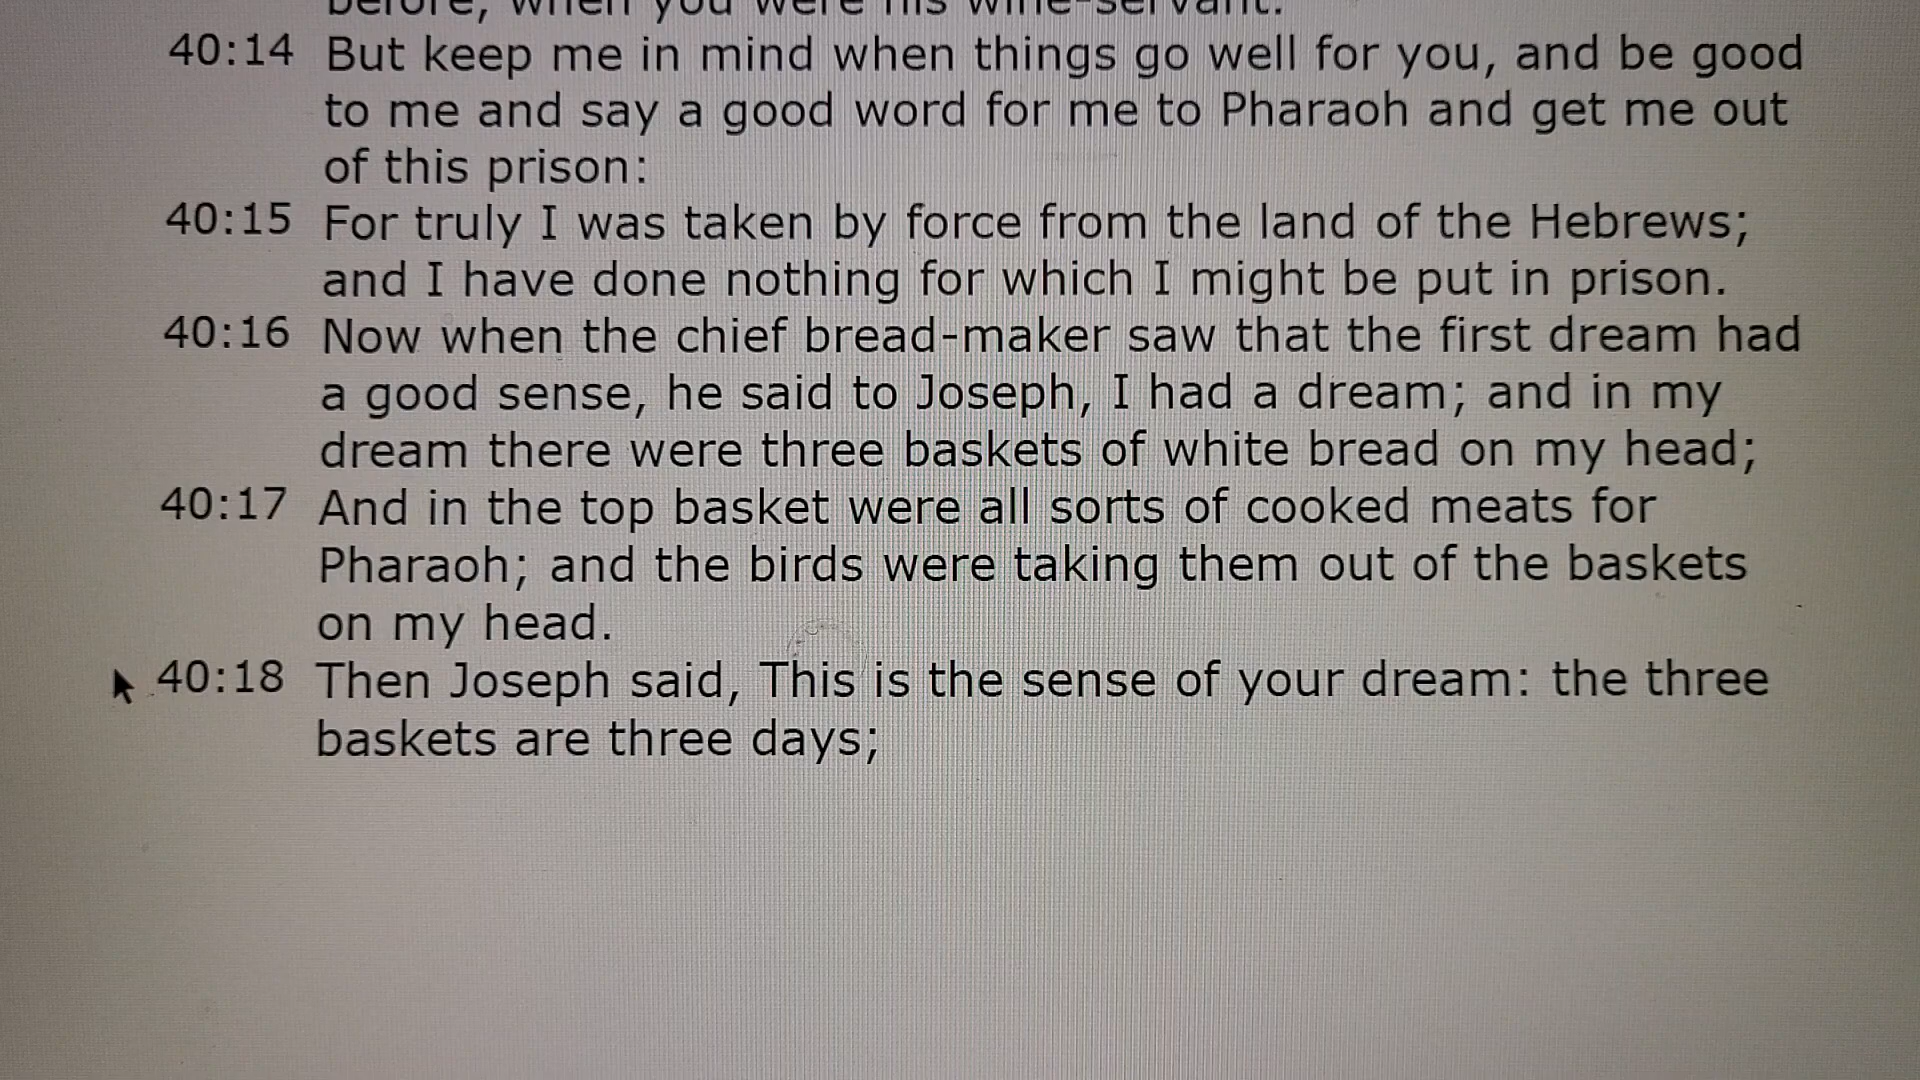 before, when you were his wine-servant.
40:14 But keep me in mind when things go well for you, and be good
to me and say a good word for me to Pharaoh and get me out
of this prison:
40:15 For truly I was taken by force from the land of the Hebrews;
and I have done nothing for which I might be put in prison.
40:16 Now when the chief bread-maker saw that the first dream had
a good sense, he said to Joseph, I had a dream; and in my
dream there were three baskets of white bread on my head;
40:17 And in the top basket were all sorts of cooked meats for
Pharaoh; and the birds were taking them out of the baskets
on my head.
40:18 Then Joseph said, This is the sense of your dream: the three
baskets are three days;